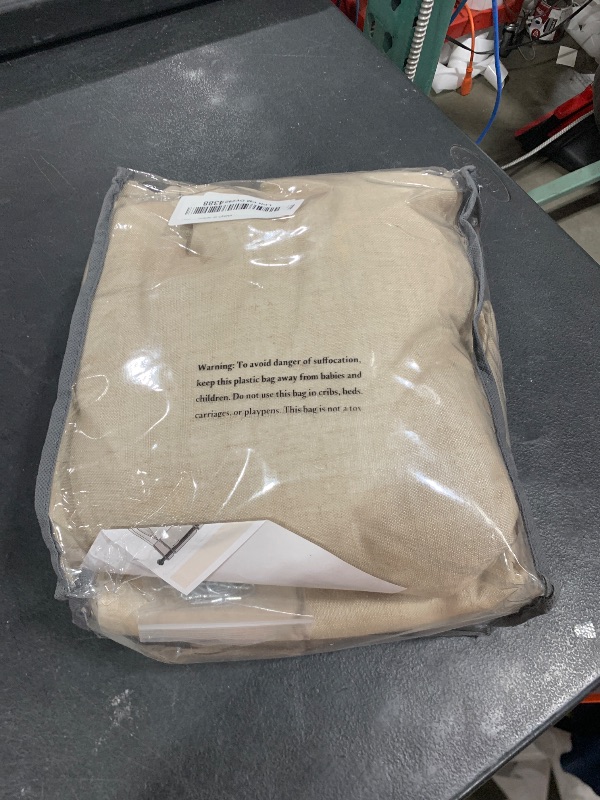 Warning: To avoid danger of suffocation,
keep this plastic bag away from babies and
children. Do not use this bag in cribs, beds,
carriages, or playpens. This bag is not a toy